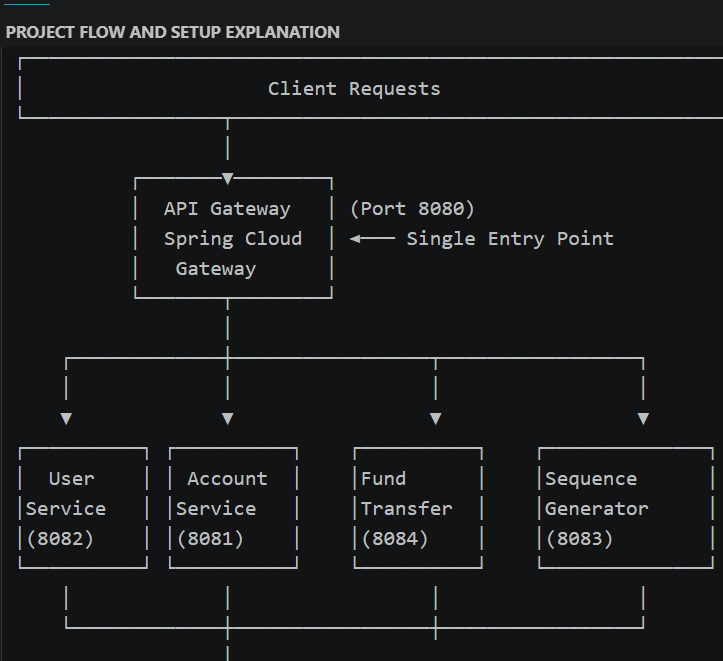 PROJECT FLOW AND SETUP EXPLANATION
Client Requests
API Gateway (Port 8080)
Spring Cloud Single Entry Point
Gateway
User Account Fund Sequence
Service Service Transfer Generator
(8082) (8081) (8084) (8083)